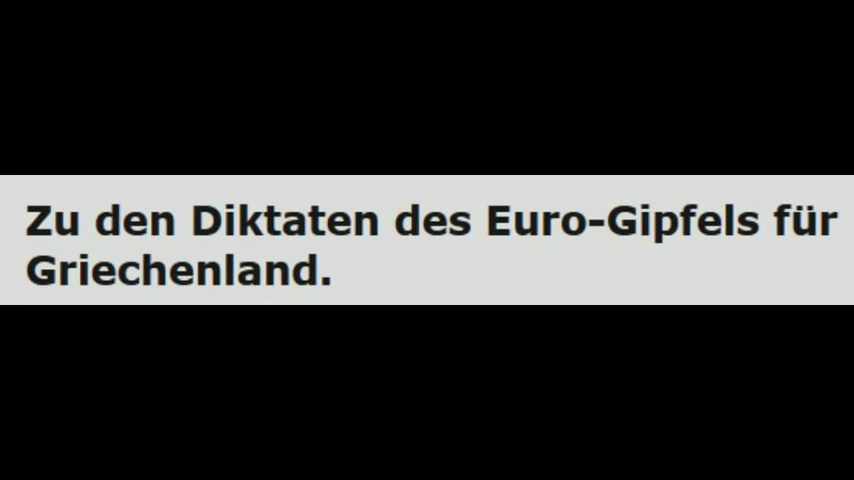 Zu den Diktaten des Euro-Gipfels für
Griechenland.